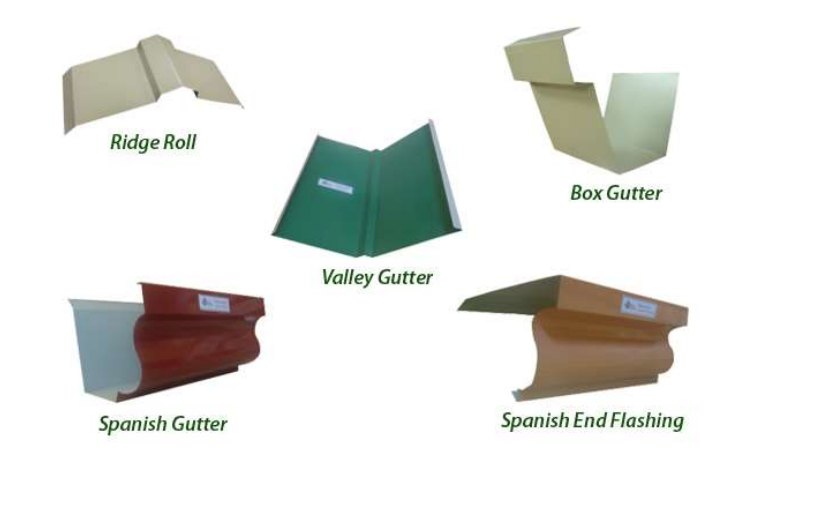 Ridge Roll
Box Gutter
Valley Gutter
Spanish Gutter
Spanish End Flashing